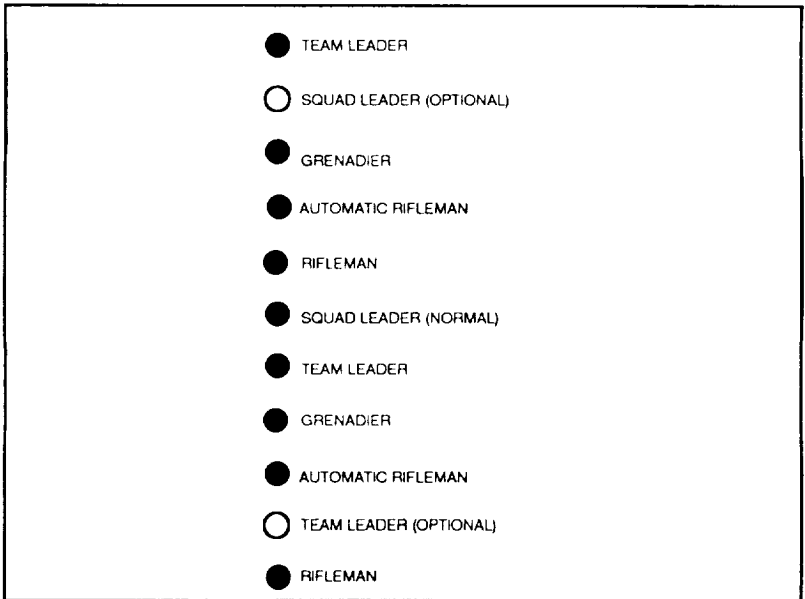 TEAM LEADER
SQUAD LEADER (OPTIONAL)
GRENADIER
AUTOMATIC RIFLEMAN
RIFLEMAN
SQUAD LEADER (NORMAL)
TEAM LEADER
GRENADIER
AUTOMATIC RIFLEMAN
TEAM LEADER (OPTIONAL)
RIFLEMAN